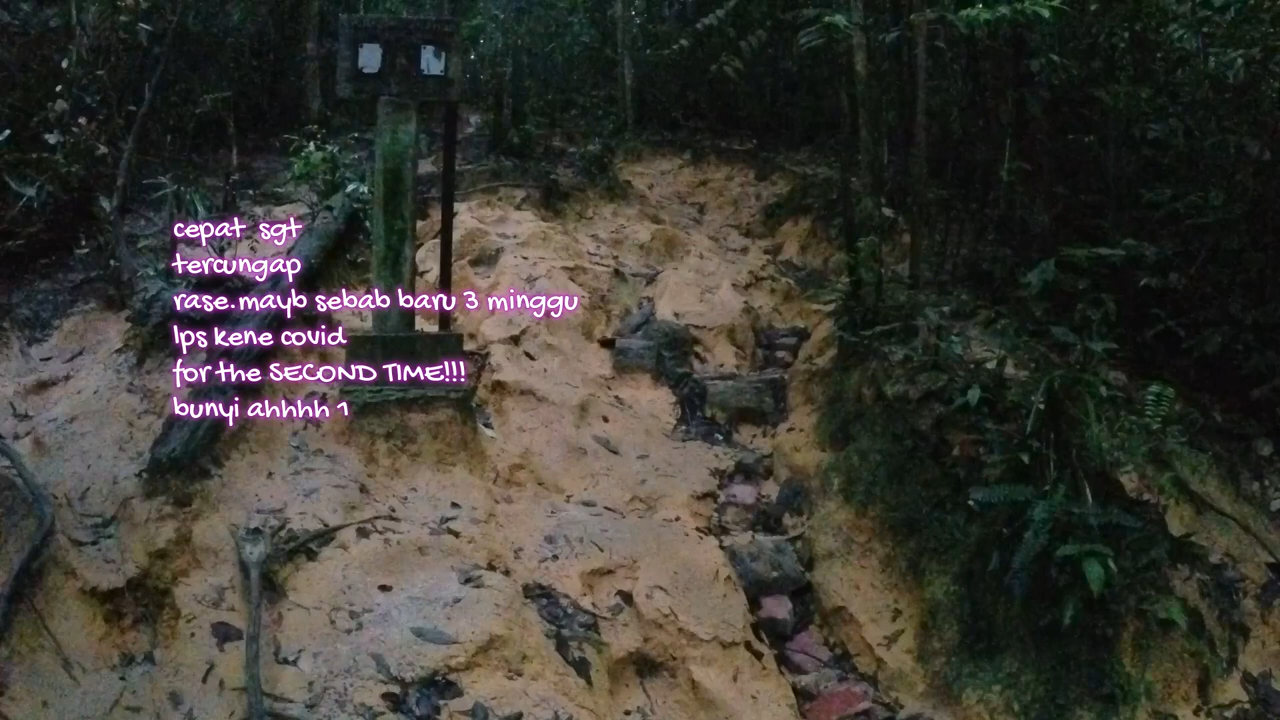 cepat sgt
tercungap
rase.mayb sebab baru 3 minggu
lps kene covid
for the SECOND TIME!!!
bunyi ahhhh 1